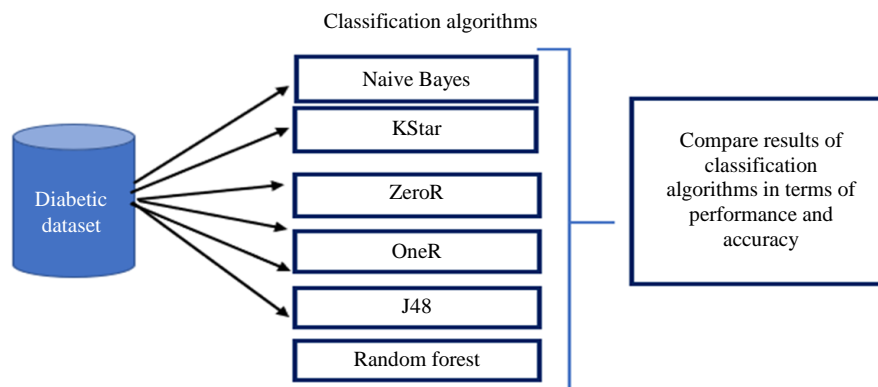 Classification algorithms
Naive Bayes
KStar
ZeroR
OneR
J48
Random forest
Diabetic
dataset
Compare results of
classification
algorithms in terms of
performance and
accuracy